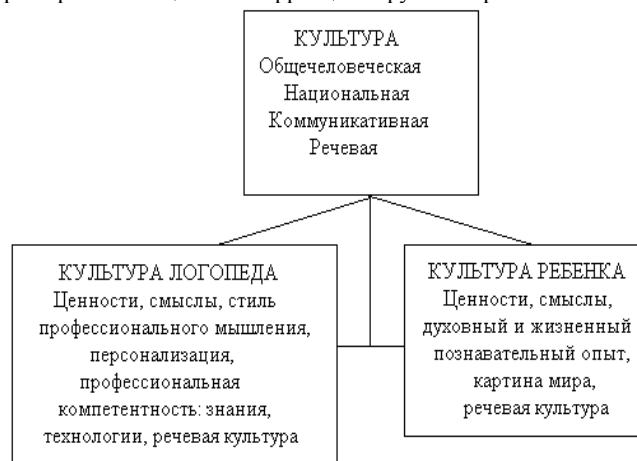 КУЛЬТУРА
Общечеловеческая
Национальная
Коммуникативная
Речевая
КУЛЬТУРА ЛОГОПЕДА
Ценности, смыслы, стиль
профессионального мышления,
персонализация,
профессиональная
компетентность: знания,
технологии, речевая культура
КУЛЬТУРА РЕБЕНКА
Ценности, смыслы,
духовный и жизненный
познавательный опыт,
картина мира,
речевая культура